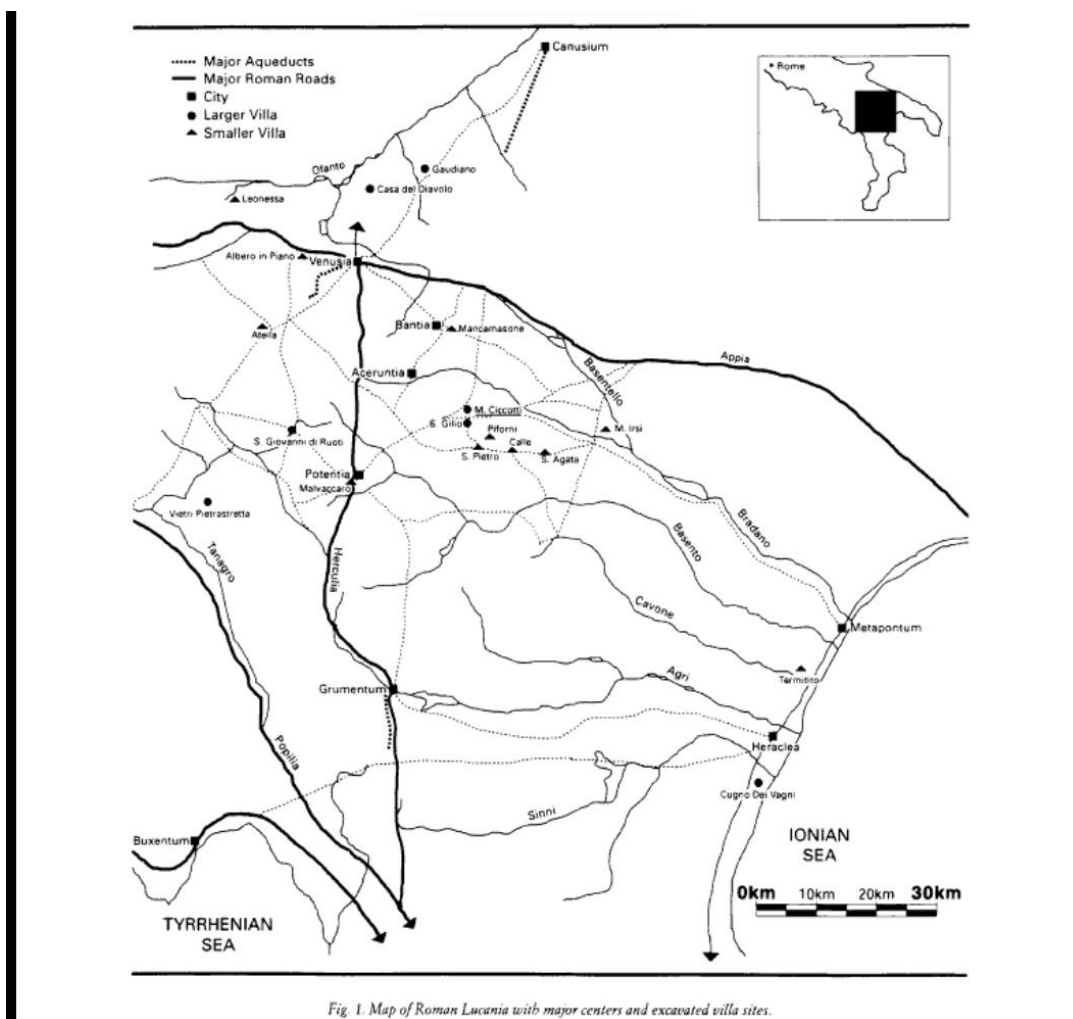 Major Aqueducts
Major Roman Roads
City
Larger Villa
Smaller Villa
Canusium
Rome
Ofanto
Gaudiano
Casa del Diavolo
Leonessa
Albero in Piano
Venusia
Atella
Bantia
Mancamasone
Appia
Basentello
Aceruntia
M. Ciccotti
S. Gilio
Piforni
M. Irsi
S. Giovanni di Ruoti
Calle
S. Pietro
S. Agata
Potentia
Malvaccaro
Vietri Pietrastretta
Bradano
Basento
Tanagro
Herculia
Cavone
Metapontum
Termitito
Agri
Grumentum
Heraclea
Popilia
Cugno Dei Vagni
Sinni
Buxentum
IONIAN
SEA
0km 10km 20km 30km
TYRRHENIAN
SEA
Fig. 1. Map of Roman Lucania with major centers and excavated villa sites.